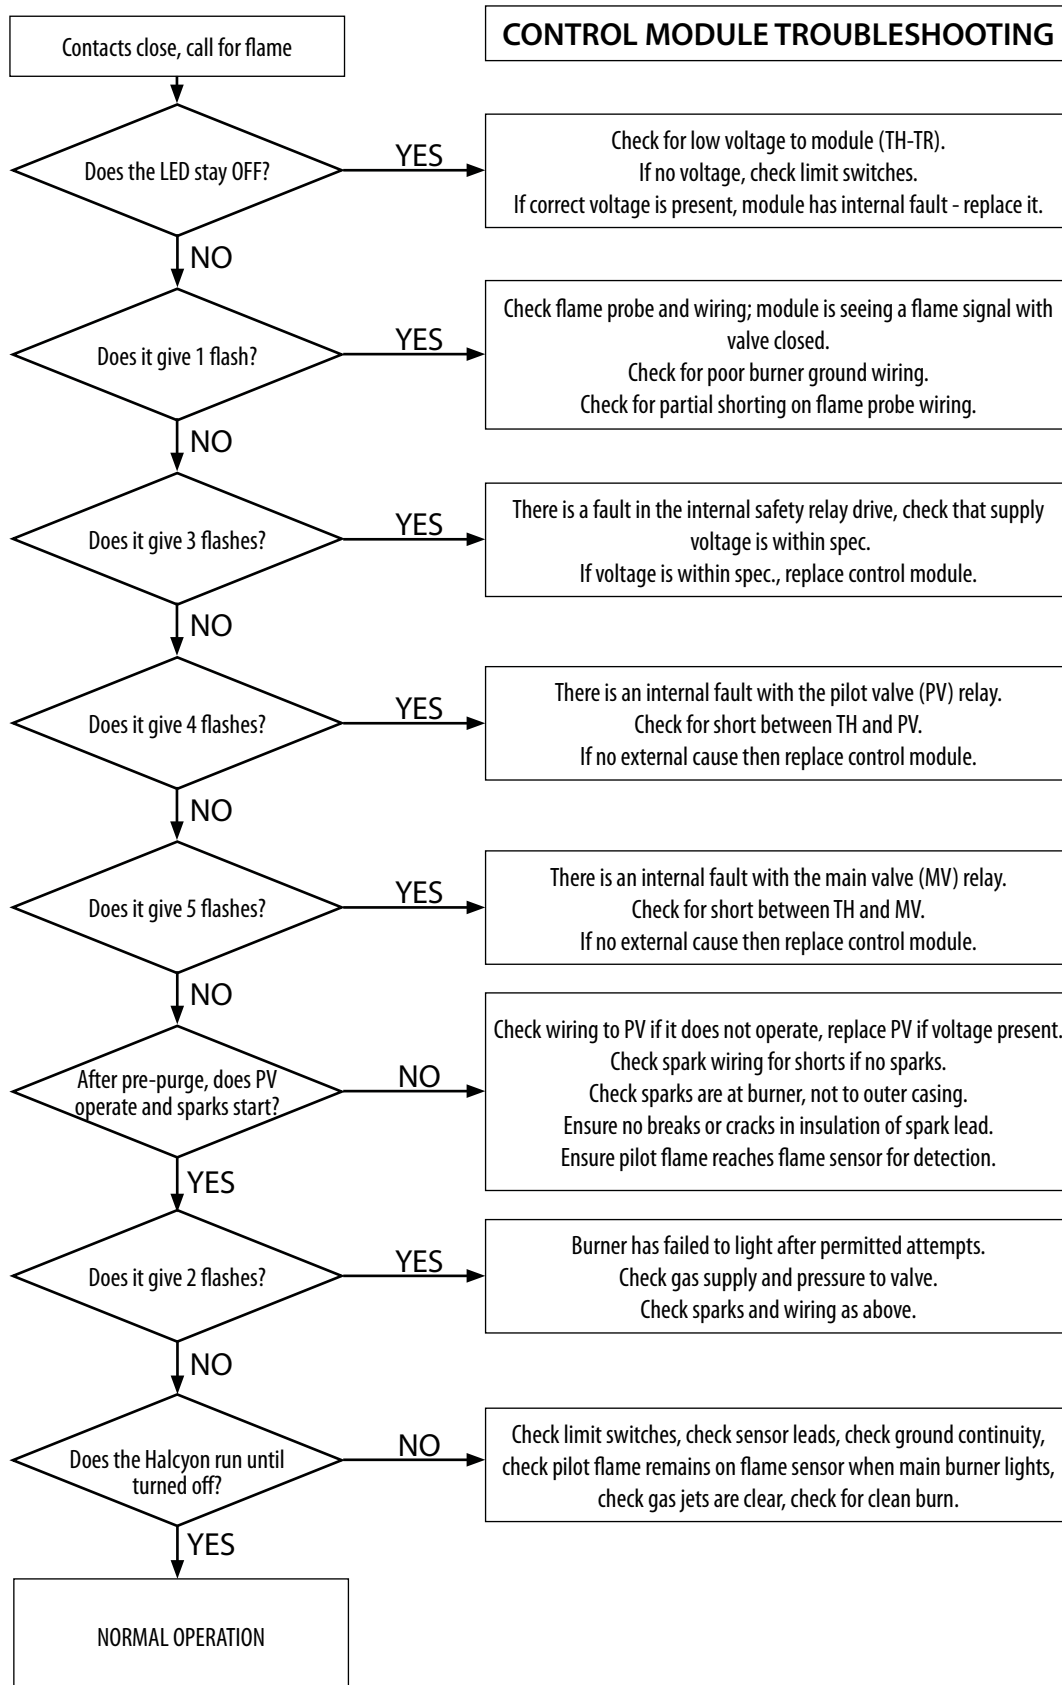 Contacts close, call for flame
CONTROL MODULE TROUBLESHOOTING
Does the LED stay OFF?
YES
Check for low voltage to module (TH-TR).
If no voltage, check limit switches.
If correct voltage is present, module has internal fault - replace it.
NO
Does it give 1 flash?
YES
Check flame probe and wiring; module is seeing a flame signal with
valve closed.
Check for poor burner ground wiring.
Check for partial shorting on flame probe wiring.
NO
Does it give 3 flashes?
YES
There is a fault in the internal safety relay drive, check that supply
voltage is within spec.
If voltage is within spec., replace control module.
NO
Does it give 4 flashes?
YES
There is an internal fault with the pilot valve (PV) relay.
Check for short between TH and PV.
If no external cause then replace control module.
NO
Does it give 5 flashes?
YES
There is an internal fault with the main valve (MV) relay.
Check for short between TH and MV.
If no external cause then replace control module.
NO
After pre-purge, does PV
operate and sparks start?
NO
Check wiring to PV if it does not operate, replace PV if voltage present.
Check spark wiring for shorts if no sparks.
Check sparks are at burner, not to outer casing.
Ensure no breaks or cracks in insulation of spark lead.
Ensure pilot flame reaches flame sensor for detection.
YES
Does it give 2 flashes?
YES
Burner has failed to light after permitted attempts.
Check gas supply and pressure to valve.
Check sparks and wiring as above.
NO
Does the Halcyon run until
turned off?
NO
Check limit switches, check sensor leads, check ground continuity,
check pilot flame remains on flame sensor when main burner lights,
check gas jets are clear, check for clean burn.
YES
NORMAL OPERATION